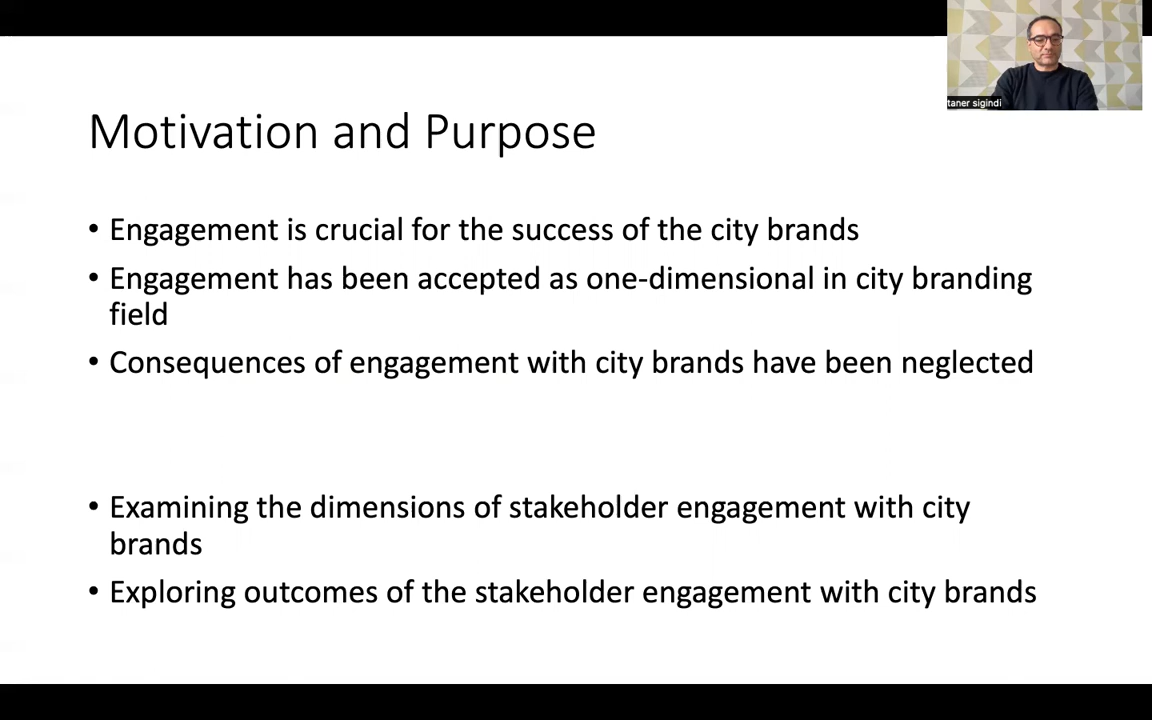 taner sigindi
Motivation and Purpose
• Engagement is crucial for the success of the city brands
• Engagement has been accepted as one-dimensional in city branding
field
• Consequences of engagement with city brands have been neglected
• Examining the dimensions of stakeholder engagement with city
brands
• Exploring outcomes of the stakeholder engagement with city brands